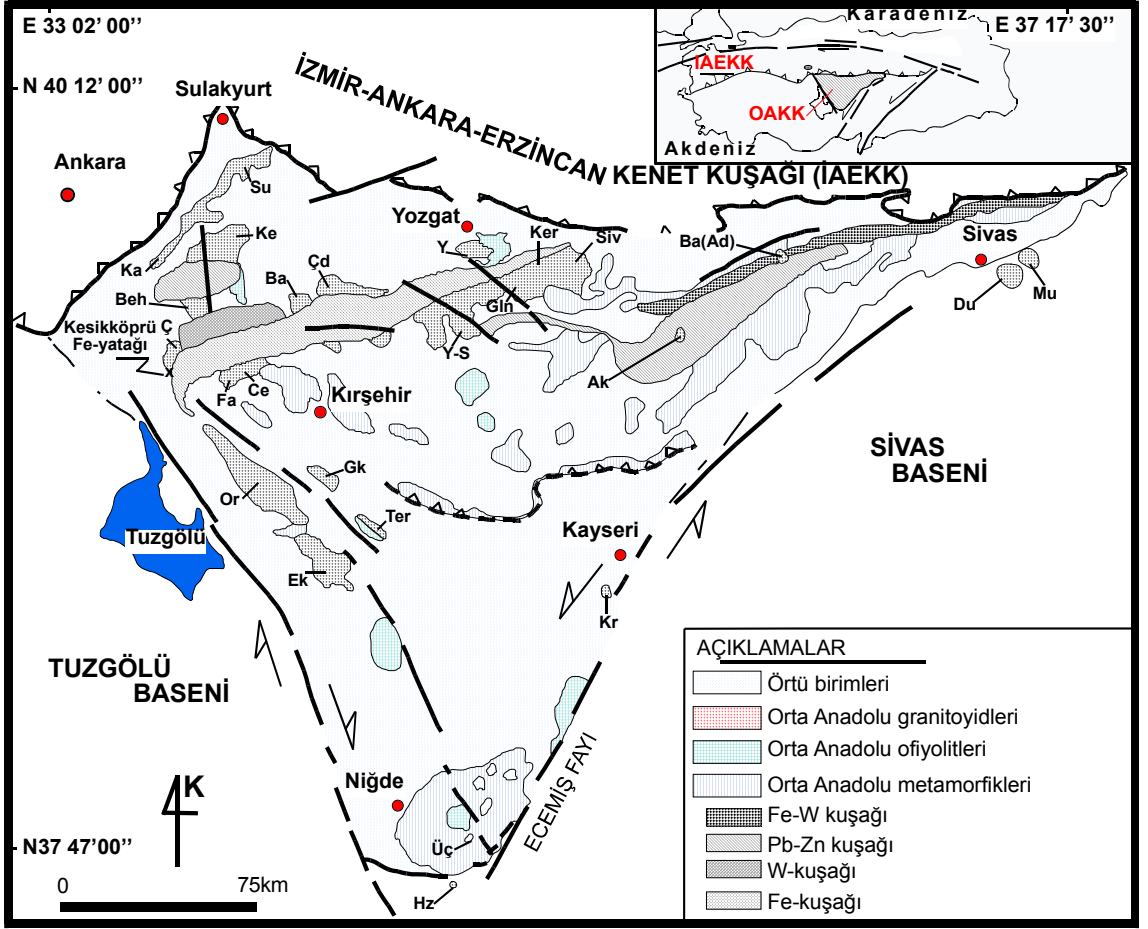 E 33 02' 00''
N 40 12' 00''
Karadeniz
E 37 17' 30''
İAEKK
OAKK
Akdeniz
Sulakyurt
İZMİR-ANKARA-ERZİNCAN KENET KUŞAĞI (İAEKK)
Ankara
Su
Yozgat
Ke
Ka
Y
Ker
Siv
Ba(Ad)
Sivas
Çd
Ba
Beh
Gln
Du
Mu
Kesikköprü Ç
Fe-yatağı
X
Y-S
Ak
Fa
Ce
Kırşehir
SİVAS
BASENİ
Gk
Or
Ter
Tuzgölü
Kayseri
Ek
Kr
TUZGÖLÜ
BASENİ
ECEMİŞ FAYI
Niğde
K
Üç
N37 47'00''
0
75km
Hz
AÇIKLAMALAR
Örtü birimleri
Orta Anadolu granitoyidleri
Orta Anadolu ofiyolitleri
Orta Anadolu metamorfikleri
Fe-W kuşağı
Pb-Zn kuşağı
W-kuşağı
Fe-kuşağı